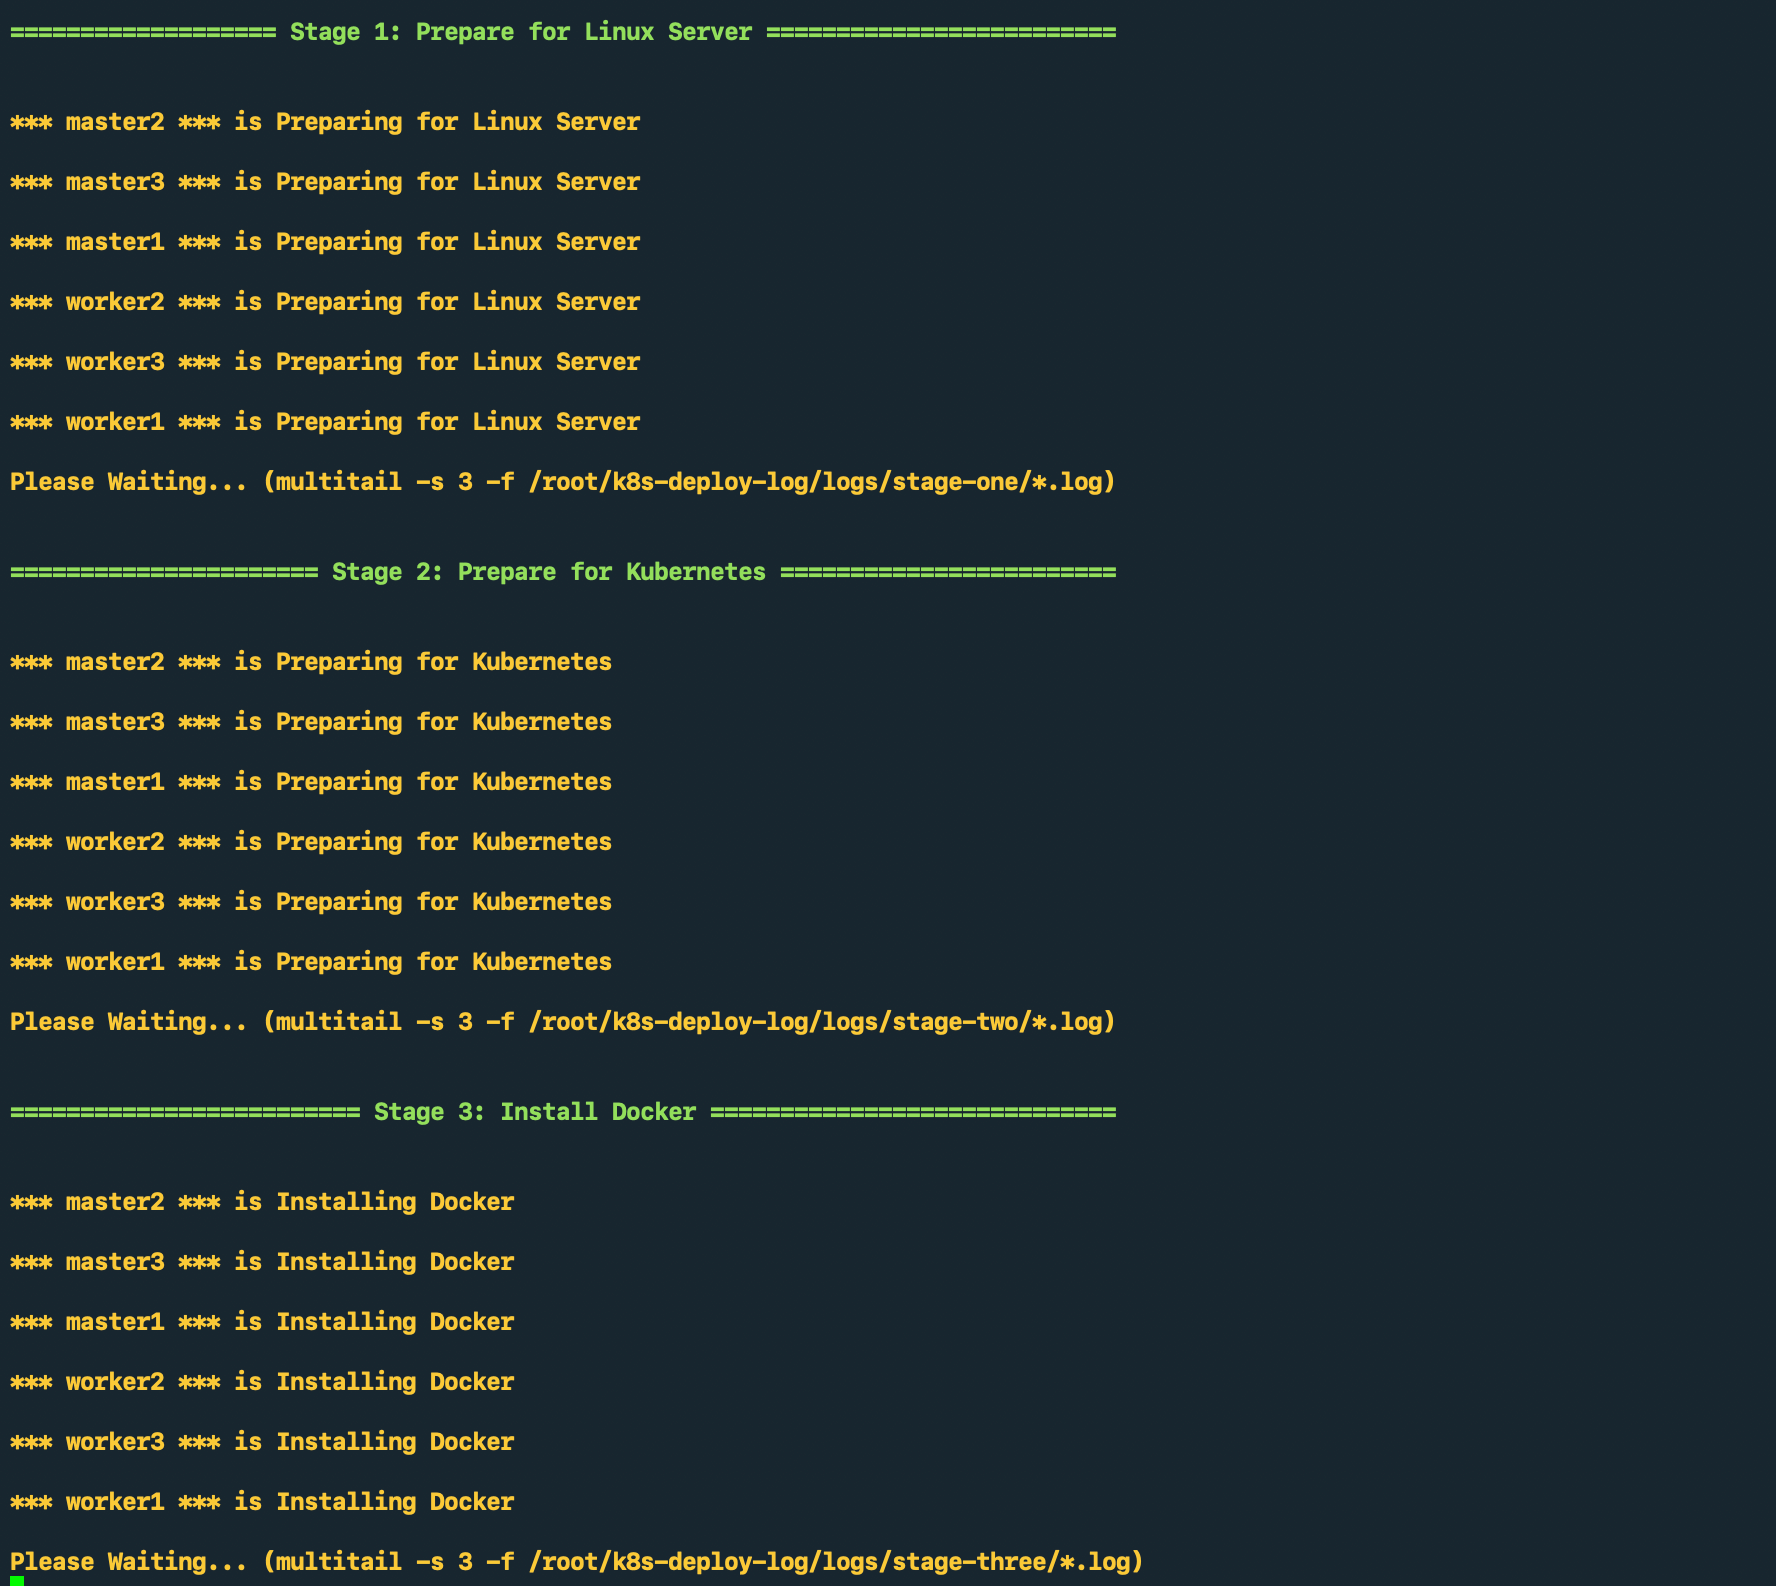 =================== Stage 1: Prepare for Linux Server =========================
*** master2 *** is Preparing for Linux Server
*** master3 *** is Preparing for Linux Server
*** master1 *** is Preparing for Linux Server
*** worker2 *** is Preparing for Linux Server
*** worker3 *** is Preparing for Linux Server
*** worker1 *** is Preparing for Linux Server
Please Waiting... (multitail -s 3 -f /root/k8s-deploy-log/logs/stage-one/*.log)
====================== Stage 2: Prepare for Kubernetes ========================
*** master2 *** is Preparing for Kubernetes
*** master3 *** is Preparing for Kubernetes
*** master1 *** is Preparing for Kubernetes
*** worker2 *** is Preparing for Kubernetes
*** worker3 *** is Preparing for Kubernetes
*** worker1 *** is Preparing for Kubernetes
Please Waiting... (multitail -s 3 -f /root/k8s-deploy-log/logs/stage-two/*.log)
========================= Stage 3: Install Docker =============================
*** master2 *** is Installing Docker
*** master3 *** is Installing Docker
*** master1 *** is Installing Docker
*** worker2 *** is Installing Docker
*** worker3 *** is Installing Docker
*** worker1 *** is Installing Docker
Please Waiting... (multitail -s 3 -f /root/k8s-deploy-log/logs/stage-three/*.log)